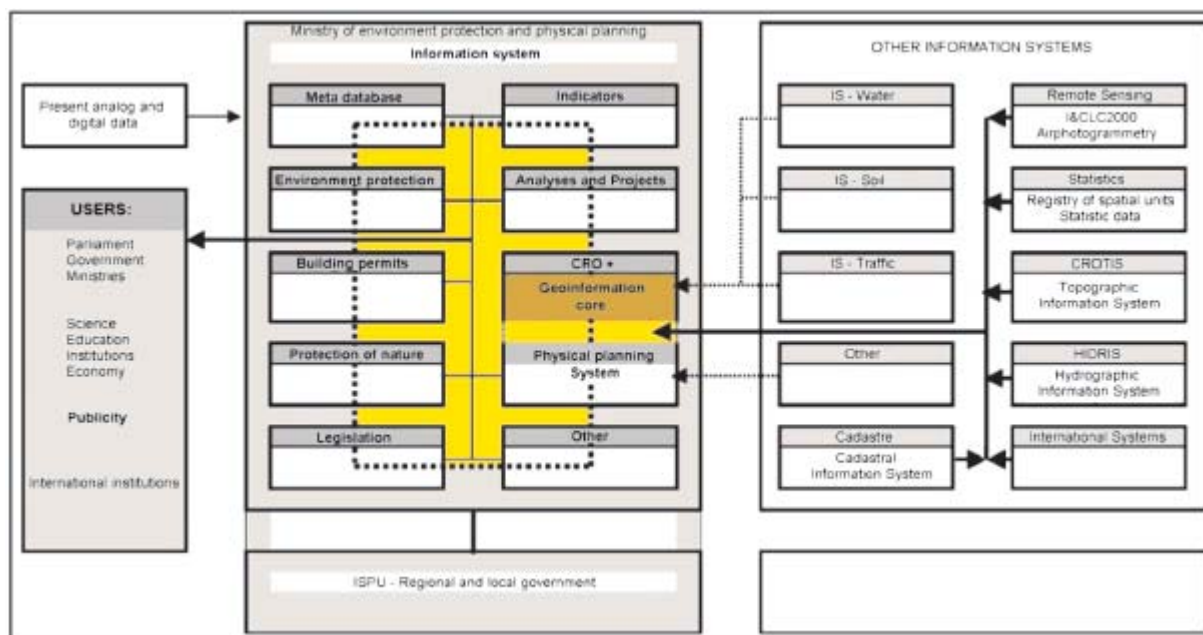 Ministry of environment protection and physical planning
Information system
OTHER INFORMATION SYSTEMS
Present analog and
digital data
USERS:
Parliament
Government
Ministries
Science
Education
Institutions
Economy
Publicity
International institutions
Meta database
Indicators
Environment protection
Analyses and Projects
Building permits
CRO +
Geoinformation
core
Protection of nature
Physical planning
System
Legislation
Other
ISPU - Regional and local government
IS - Water
Remote Sensing
I&CLC2000
Airphotogrammetry
IS - Soil
Statistics
Registry of spatial units
Statistic data
IS - Traffic
CROTIS
Topographic
Information System
Other
HIDRIS
Hydrographic
Information System
Cadastre
Cadastral
Information System
International Systems